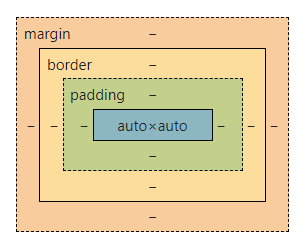 margin –
border –
padding –
– – – auto×auto – – –
–
–
–